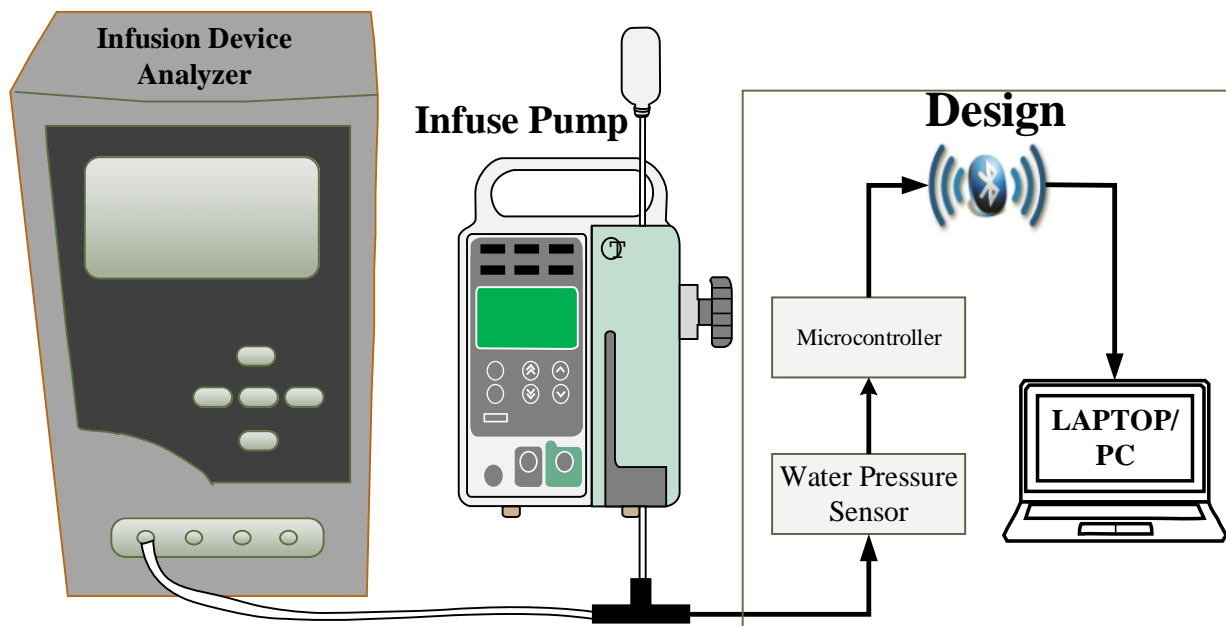 Infusion Device
Analyzer
Infuse Pump
Design
T
Microcontroller
Water Pressure
Sensor
LAPTOP/
PC